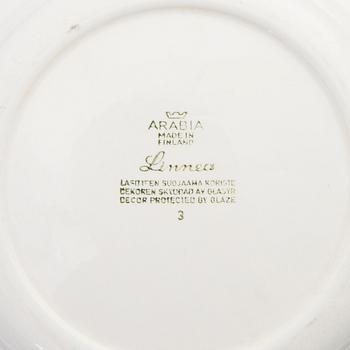 ARABIA
MADE IN
FINLAND
Linnea
LASITTEEN SUOJAAMA KORISTE
DEKOREN SKYDDAD AV GLASYR
DECOR PROTECTED BY GLAZE
3